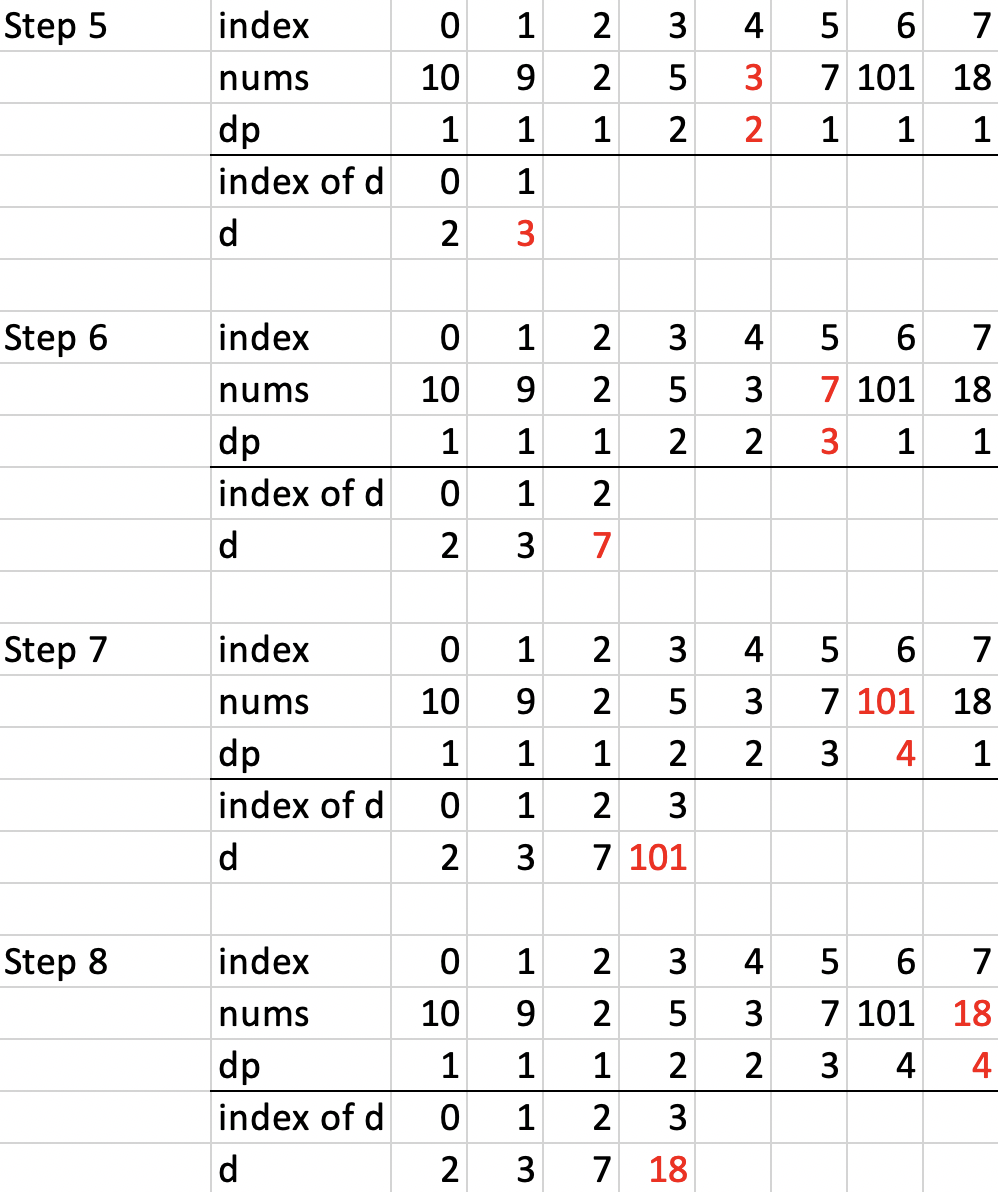 Step 5 index 0 1 2 3 4 5 6 7
nums 10 9 2 5 3 7 101 18
dp 1 1 1 2 2 1 1 1
index of d 0 1
d 2 3
Step 6 index 0 1 2 3 4 5 6 7
nums 10 9 2 5 3 7 101 18
dp 1 1 1 2 2 3 1 1
index of d 0 1 2
d 2 3 7
Step 7 index 0 1 2 3 4 5 6 7
nums 10 9 2 5 3 7 101 18
dp 1 1 1 2 2 3 4 1
index of d 0 1 2 3
d 2 3 7 101
Step 8 index 0 1 2 3 4 5 6 7
nums 10 9 2 5 3 7 101 18
dp 1 1 1 2 2 3 4 4
index of d 0 1 2 3
d 2 3 7 18